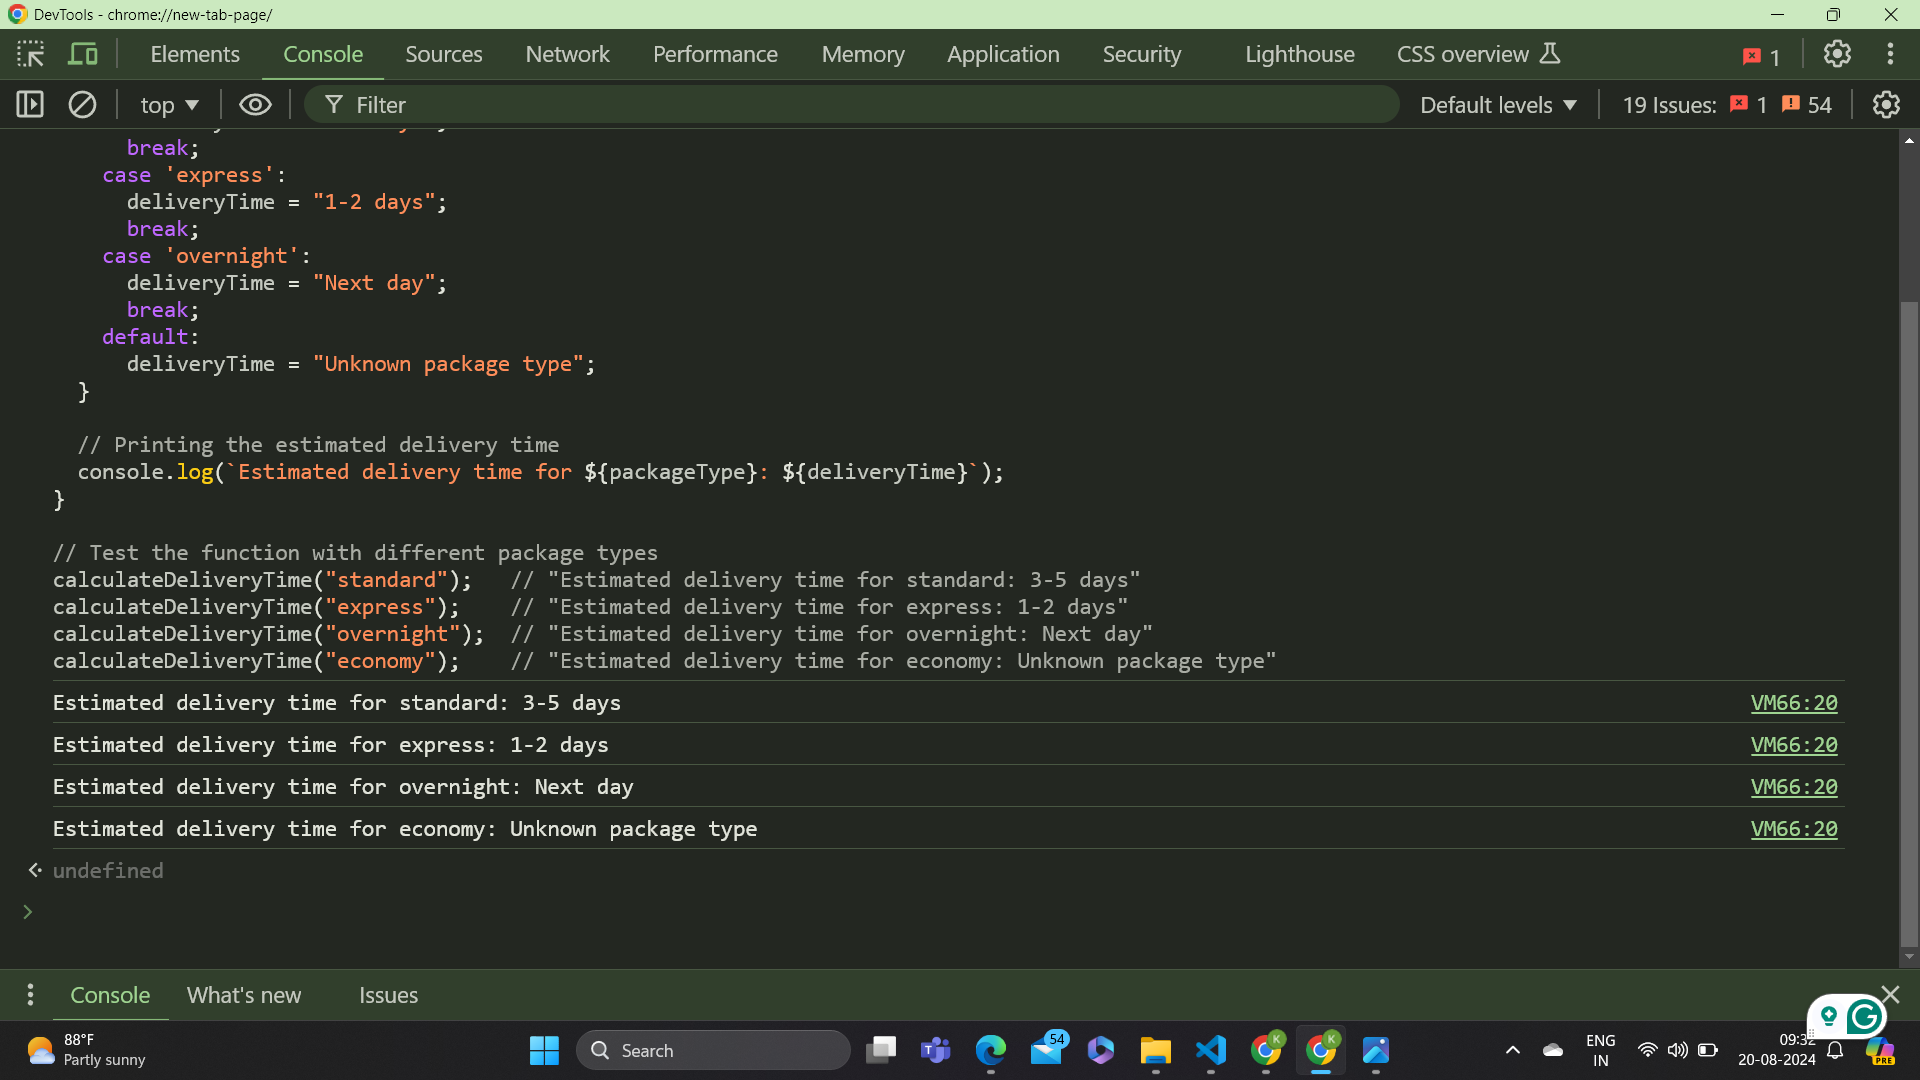 DevTools - chrome://new-tab-page/
Elements Console Sources Network Performance Memory Application Security Lighthouse CSS overview 1
top Filter Default levels 19 Issues: 1 54
break;
case 'express':
deliveryTime = "1-2 days";
break;
case 'overnight':
deliveryTime = "Next day";
break;
default:
deliveryTime = "Unknown package type";
}
// Printing the estimated delivery time
console.log(`Estimated delivery time for ${packageType}: ${deliveryTime}`);
}
// Test the function with different package types
calculateDeliveryTime("standard"); // "Estimated delivery time for standard: 3-5 days"
calculateDeliveryTime("express"); // "Estimated delivery time for express: 1-2 days"
calculateDeliveryTime("overnight"); // "Estimated delivery time for overnight: Next day"
calculateDeliveryTime("economy"); // "Estimated delivery time for economy: Unknown package type"
Estimated delivery time for standard: 3-5 days VM66:20
Estimated delivery time for express: 1-2 days VM66:20
Estimated delivery time for overnight: Next day VM66:20
Estimated delivery time for economy: Unknown package type VM66:20
undefined
Console What's new Issues
88°F
Partly sunny
Search
54
K
K
ENG
IN
09:32
20-08-2024
PRE